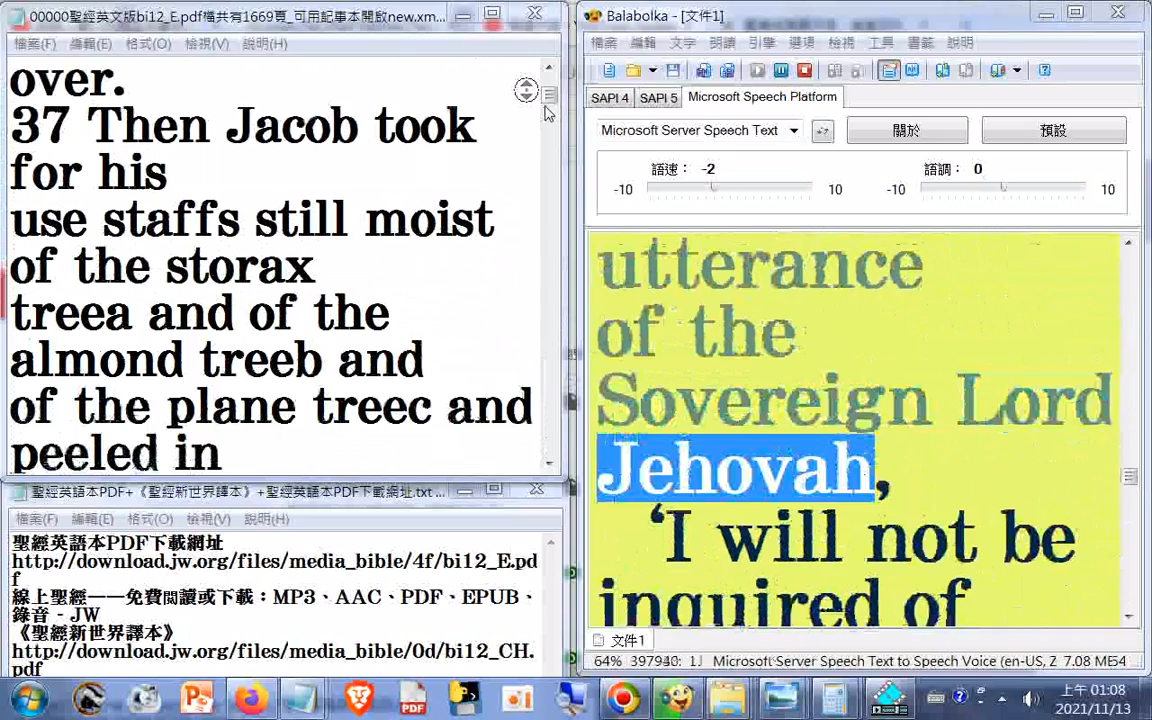 00000聖經英文版bi12_E.pdf檔共有1669頁_可用記事本開啟new.xm...
檔案(F) 編輯(E) 格式(O) 檢視(V) 說明(H)
over.
37 Then Jacob took
for his
use staffs still moist
of the storax
treea and of the
almond treeb and
of the plane treec and
peeled in
聖經英語本PDF+《聖經新世界譯本》+聖經英語本PDF下載網址.txt ...
檔案(F) 編輯(E) 格式(O) 檢視(V) 說明(H)
聖經英語本PDF下載網址
http://download.jw.org/files/media_bible/4f/bi12_E.pd
f
線上聖經——免費閱讀或下載：MP3、AAC、PDF、EPUB、
錄音 - JW
《聖經新世界譯本》
http://download.jw.org/files/media_bible/0d/bi12_CH.
pdf
Balabolka - [文件1]
檔案 編輯 文字 朗讀 引擎 選項 檢視 工具 書籤 說明
SAPI 4 SAPI 5 Microsoft Speech Platform
Microsoft Server Speech Text 關於 預設
語速： -2 語調： 0
-10 10 -10 10
utterance
of the
Sovereign Lord
Jehovah,
‘I will not be
inquired of
文件1
64% 397940: 1 Microsoft Server Speech Text to Speech Voice (en-US, Z 7.08 ME54
上午 01:08
2021/11/13